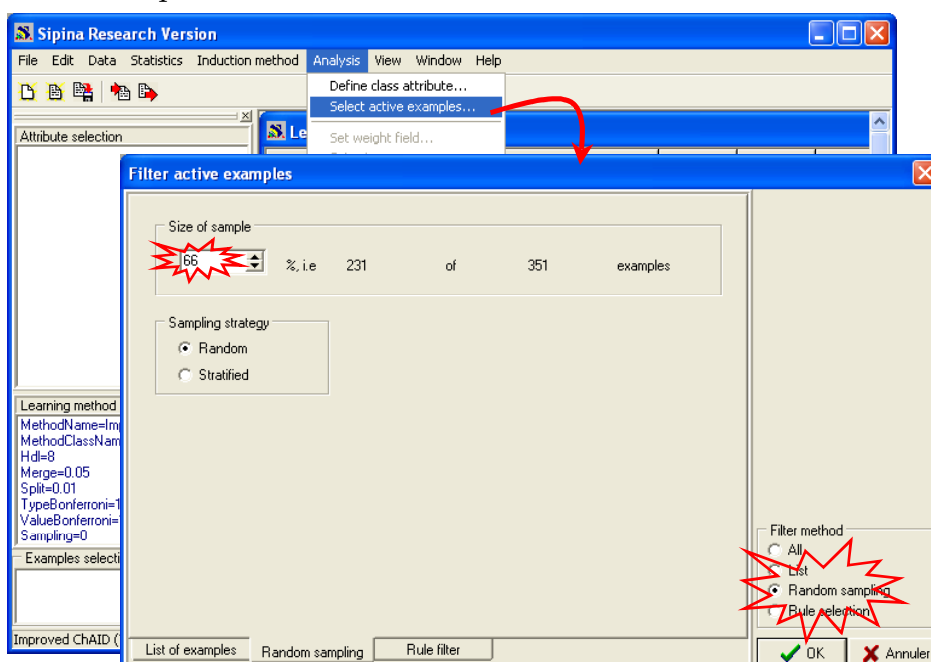 Sipina Research Version
File Edit Data Statistics Induction method Analysis View Window Help
Define class attribute...
Select active examples...
Set weight field...
Attribute selection
Le
Filter active examples
Size of sample
66 %, i.e 231 of 351 examples
Sampling strategy
Random
Stratified
Learning method
MethodName=Im
MethodClassNam
Hdl=8
Merge=0.05
Split=0.01
TypeBonferroni=1
ValueBonferroni=
Sampling=0
Examples selecti
Filter method
All
List
Random sampling
Rule selection
Improved ChAID (
List of examples Random sampling Rule filter
OK Annuler